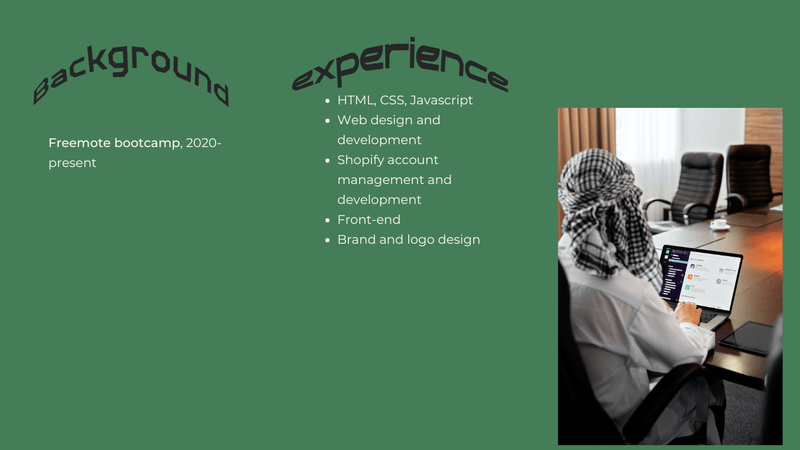 Background
Freemote bootcamp, 2020-
present
experience
HTML, CSS, Javascript
Web design and
development
Shopify account
management and
development
Front-end
Brand and logo design